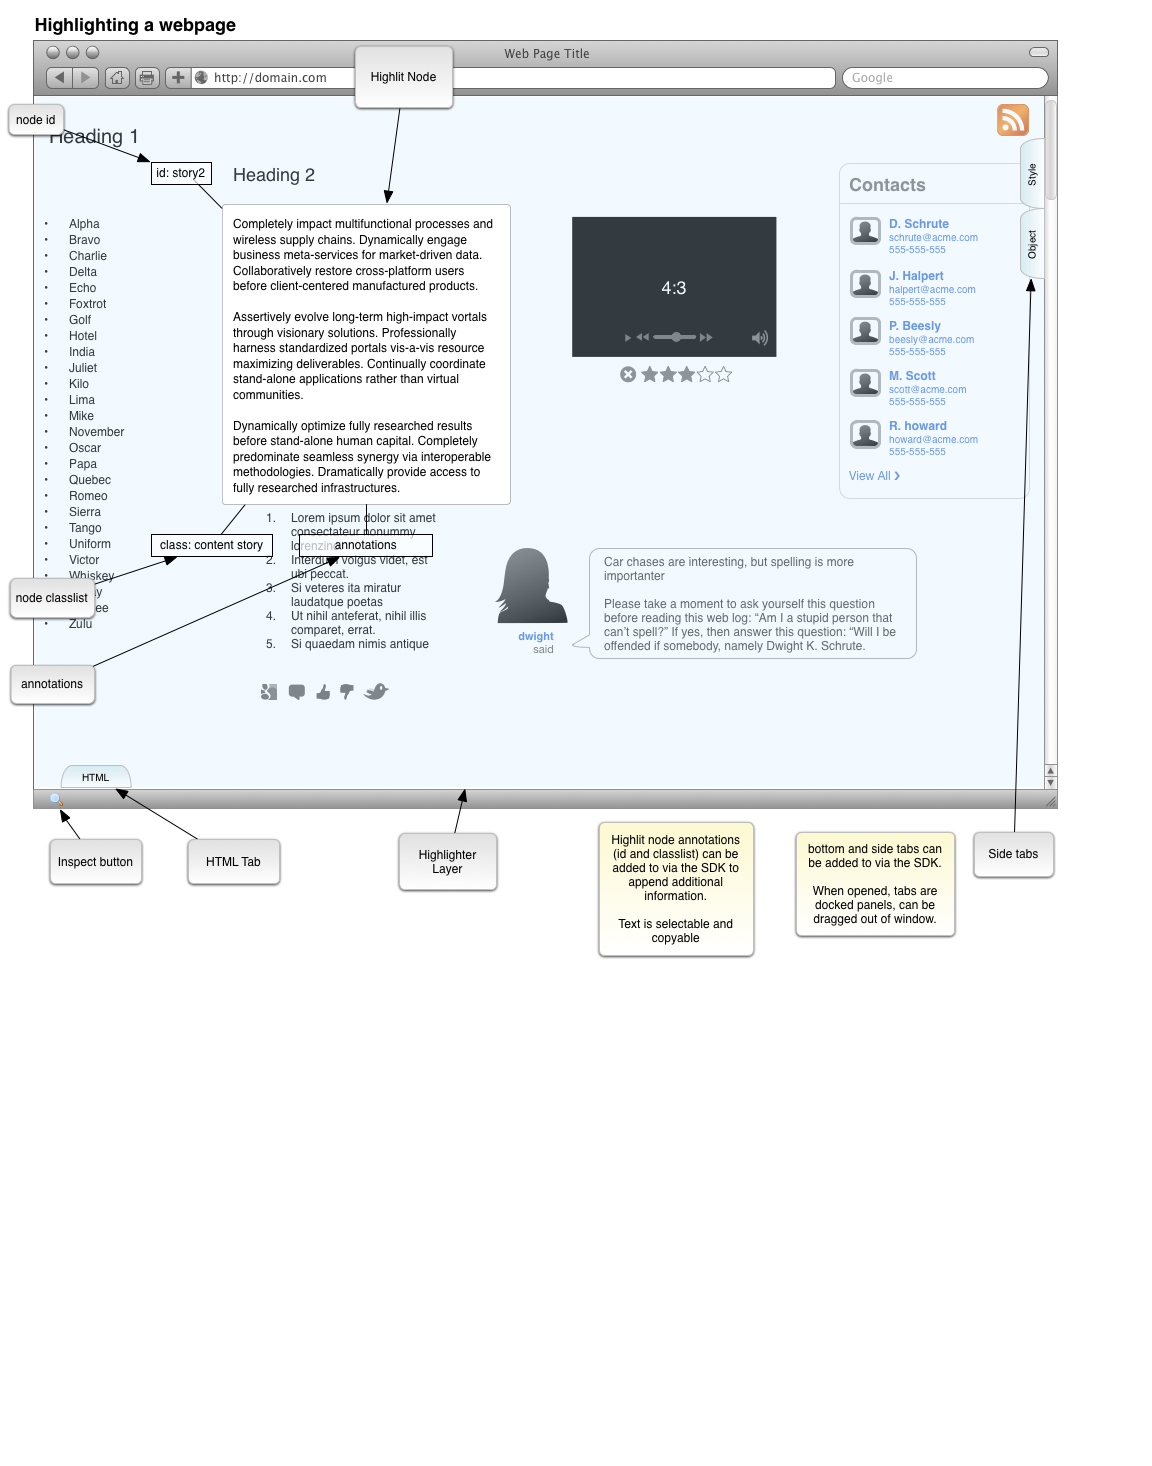 Highlighting a webpage
Web Page Title
http://domain.com
Google
Highlit Node
node id
Heading 1
id: story2
Heading 2
Completely impact multifunctional processes and
wireless supply chains. Dynamically engage
business meta-services for market-driven data.
Collaboratively restore cross-platform users
before client-centered manufactured products.
Assertively evolve long-term high-impact vortals
through visionary solutions. Professionally
harness standardized portals vis-a-vis resource
maximizing deliverables. Continually coordinate
stand-alone applications rather than virtual
communities.
Dynamically optimize fully researched results
before stand-alone human capital. Completely
predominate seamless synergy via interoperable
methodologies. Dramatically provide access to
fully researched infrastructures.
• Alpha
• Bravo
• Charlie
• Delta
• Echo
• Foxtrot
• Golf
• Hotel
• India
• Juliet
• Kilo
• Lima
• Mike
• November
• Oscar
• Papa
• Quebec
• Romeo
• Sierra
• Tango
• Uniform
• Victor
Whiskey
• Zulu
4:3
Contacts
D. Schrute
schrute@acme.com
555-555-555
J. Halpert
halpert@acme.com
555-555-555
P. Beesly
beesly@acme.com
555-555-555
M. Scott
scott@acme.com
555-555-555
R. howard
howard@acme.com
555-555-555
View All ❯
Style
Object
1. Lorem ipsum dolor sit amet
consectateur nonummy
lorenzino
2. Interdum volgus videt, est
ubi peccat.
3. Si veteres ita miratur
laudatque poetas
4. Ut nihil anteferat, nihil illis
comparet, errat.
5. Si quaedam nimis antique
class: content story
annotations
node classlist
annotations
dwight
said
Car chases are interesting, but spelling is more
importanter
Please take a moment to ask yourself this question
before reading this web log: “Am I a stupid person that
can’t spell?” If yes, then answer this question: “Will I be
offended if somebody, namely Dwight K. Schrute.
HTML
Inspect button
HTML Tab
Highlighter
Layer
Highlit node annotations
(id and classlist) can be
added to via the SDK to
append additional
information.
Text is selectable and
copyable
bottom and side tabs can
be added to via the SDK.
When opened, tabs are
docked panels, can be
dragged out of window.
Side tabs